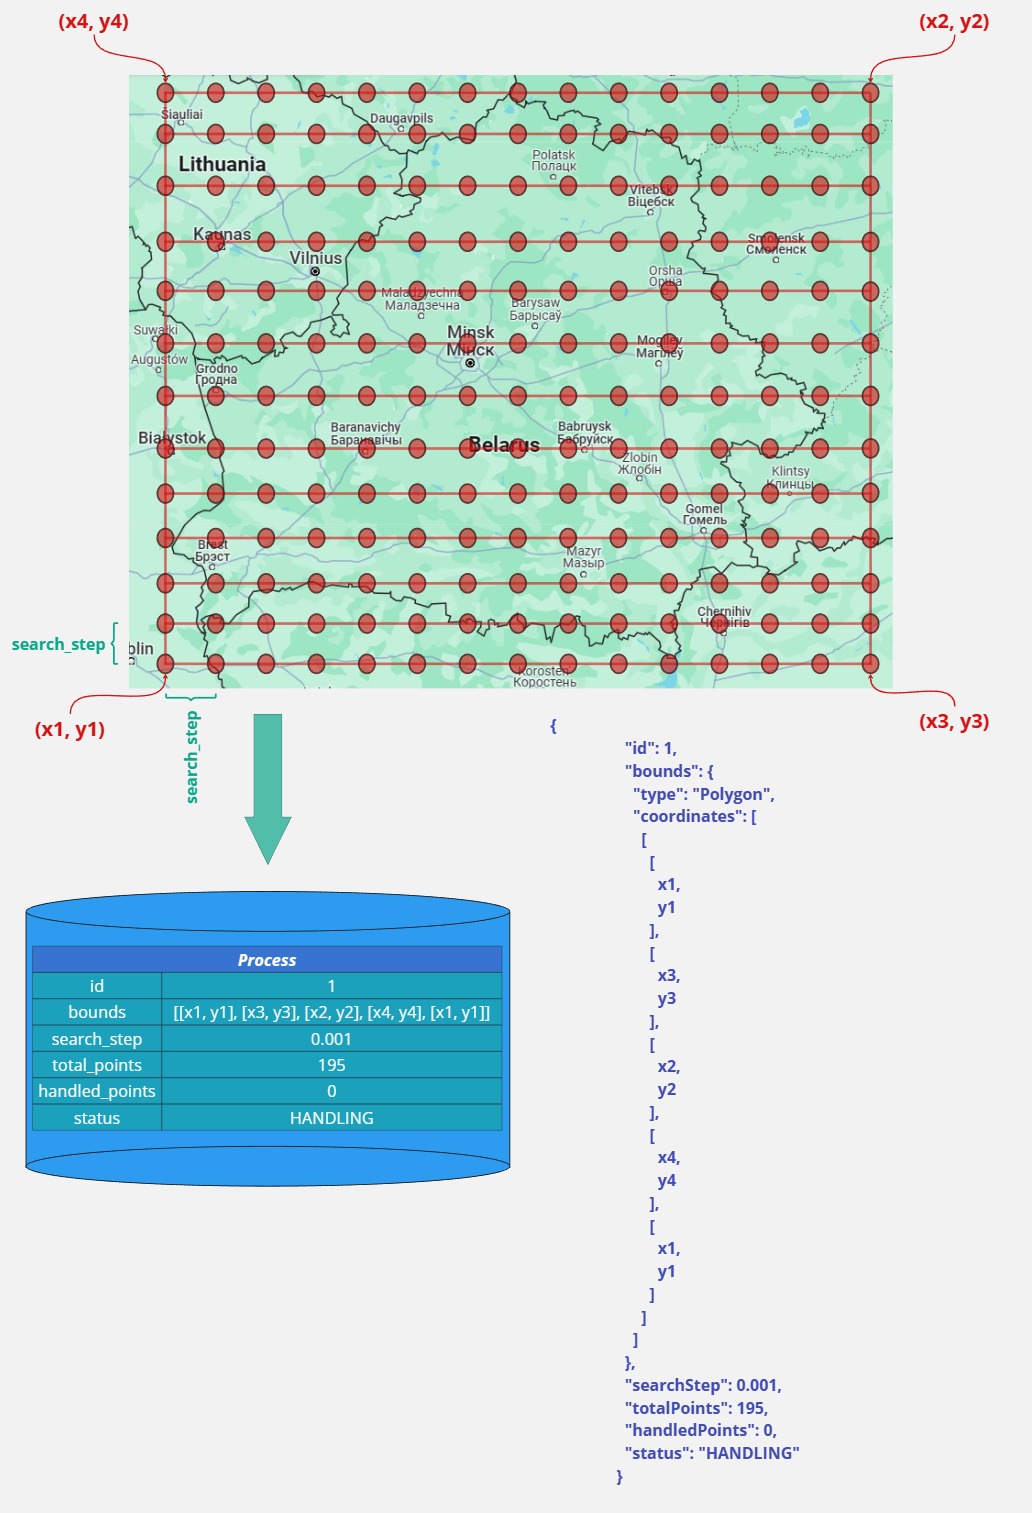 (x4, y4)
(x2, y2)
Šiauliai
Daugavpils
Lithuania
Polatsk
Полацк
Vitebsk
Віцебск
Kaunas
Smolensk
Смоленск
Vilnius
Orsha
Орша
Maladzyechna
Маладзечна
Barysaw
Барысаў
Suwałki
Minsk
Мінск
Mogilev
Магілеў
Augustów
Grodno
Гродна
Baranavichy
Баранавічы
Babruysk
Бабруйск
Białystok
Belarus
Zlobin
Жлобін
Klintsy
Клинцы
Gomel
Гомель
Brest
Брэст
Mazyr
Мазыр
Chernihiv
Чернігів
search_step
blin
Korosten'
Коростень
(x1, y1)
(x3, y3)
search_step
{
"id": 1,
"bounds": {
"type": "Polygon",
"coordinates": [
[
[
x1,
y1
],
[
x3,
y3
],
[
x2,
y2
],
[
x4,
y4
],
[
x1,
y1
]
]
]
},
"searchStep": 0.001,
"totalPoints": 195,
"handledPoints": 0,
"status": "HANDLING"
}
Process
id 1
bounds [[x1, y1], [x3, y3], [x2, y2], [x4, y4], [x1, y1]]
search_step 0.001
total_points 195
handled_points 0
status HANDLING